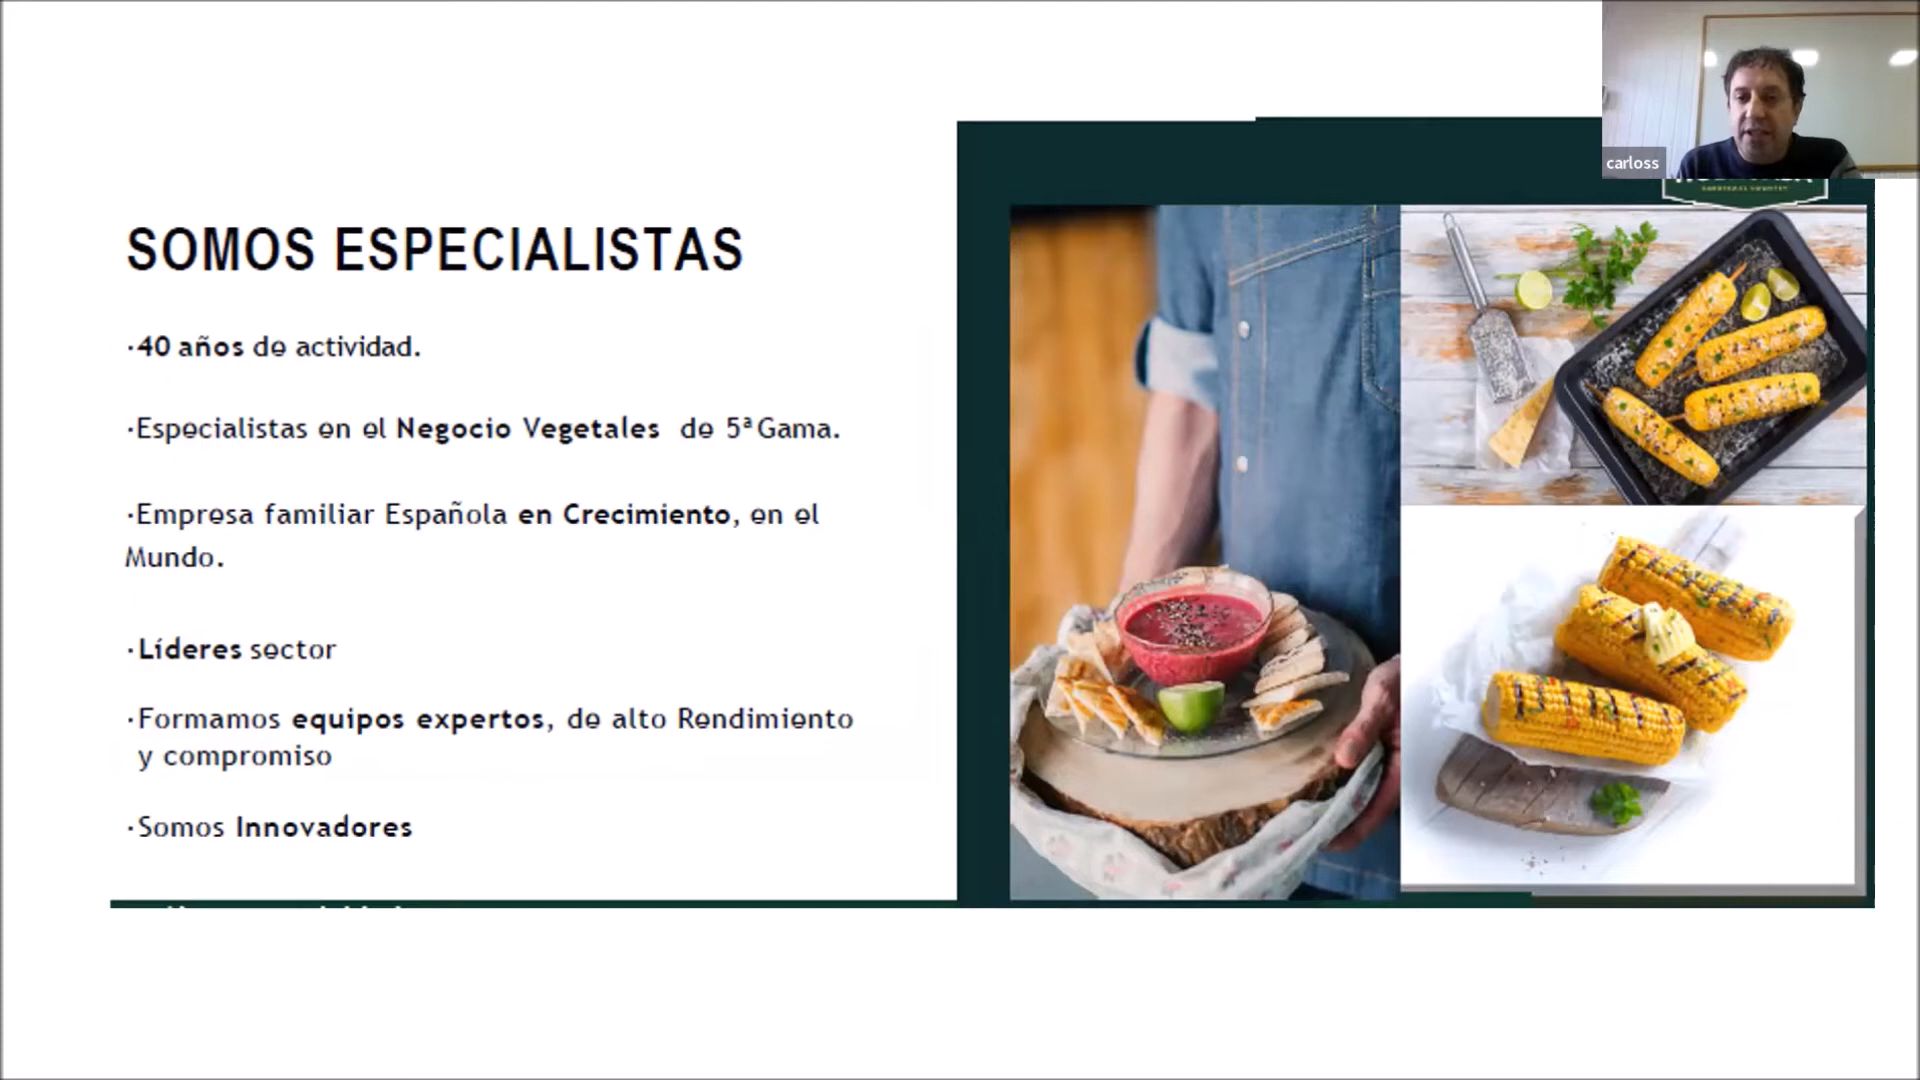 carloss
SOMOS ESPECIALISTAS
·40 años de actividad.
·Especialistas en el Negocio Vegetales de 5ª Gama.
·Empresa familiar Española en Crecimiento, en el
Mundo.
·Líderes sector
·Formamos equipos expertos, de alto Rendimiento
y compromiso
·Somos Innovadores